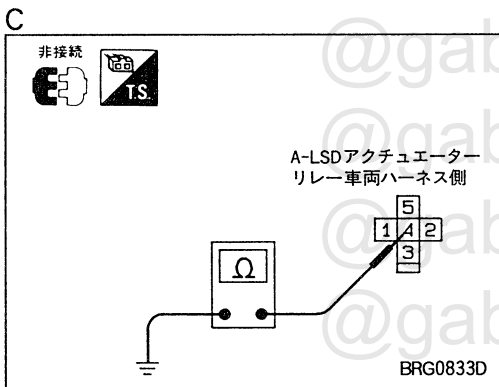 C
非接続
T.S.
A-LSDアクチュエーター
リレー車両ハーネス側
5
1 4 2
3
Ω
BRG0833D
@gab
@gab
@gab
@gab